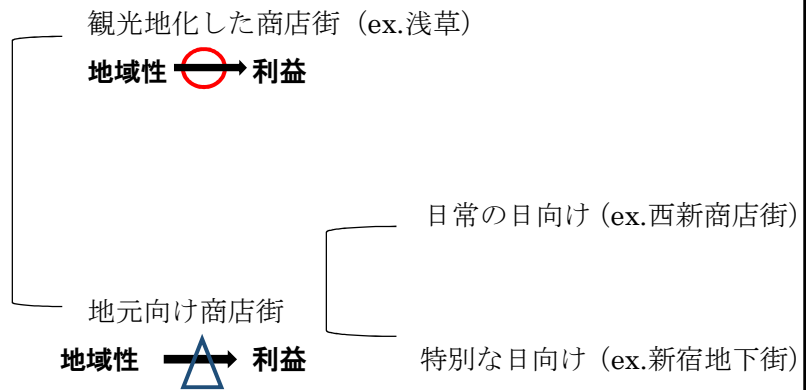 観光地化した商店街（ex.浅草）
地域性 利益
日常の日向け（ex.西新商店街）
地元向け商店街
地域性 利益
特別な日向け（ex.新宿地下街）